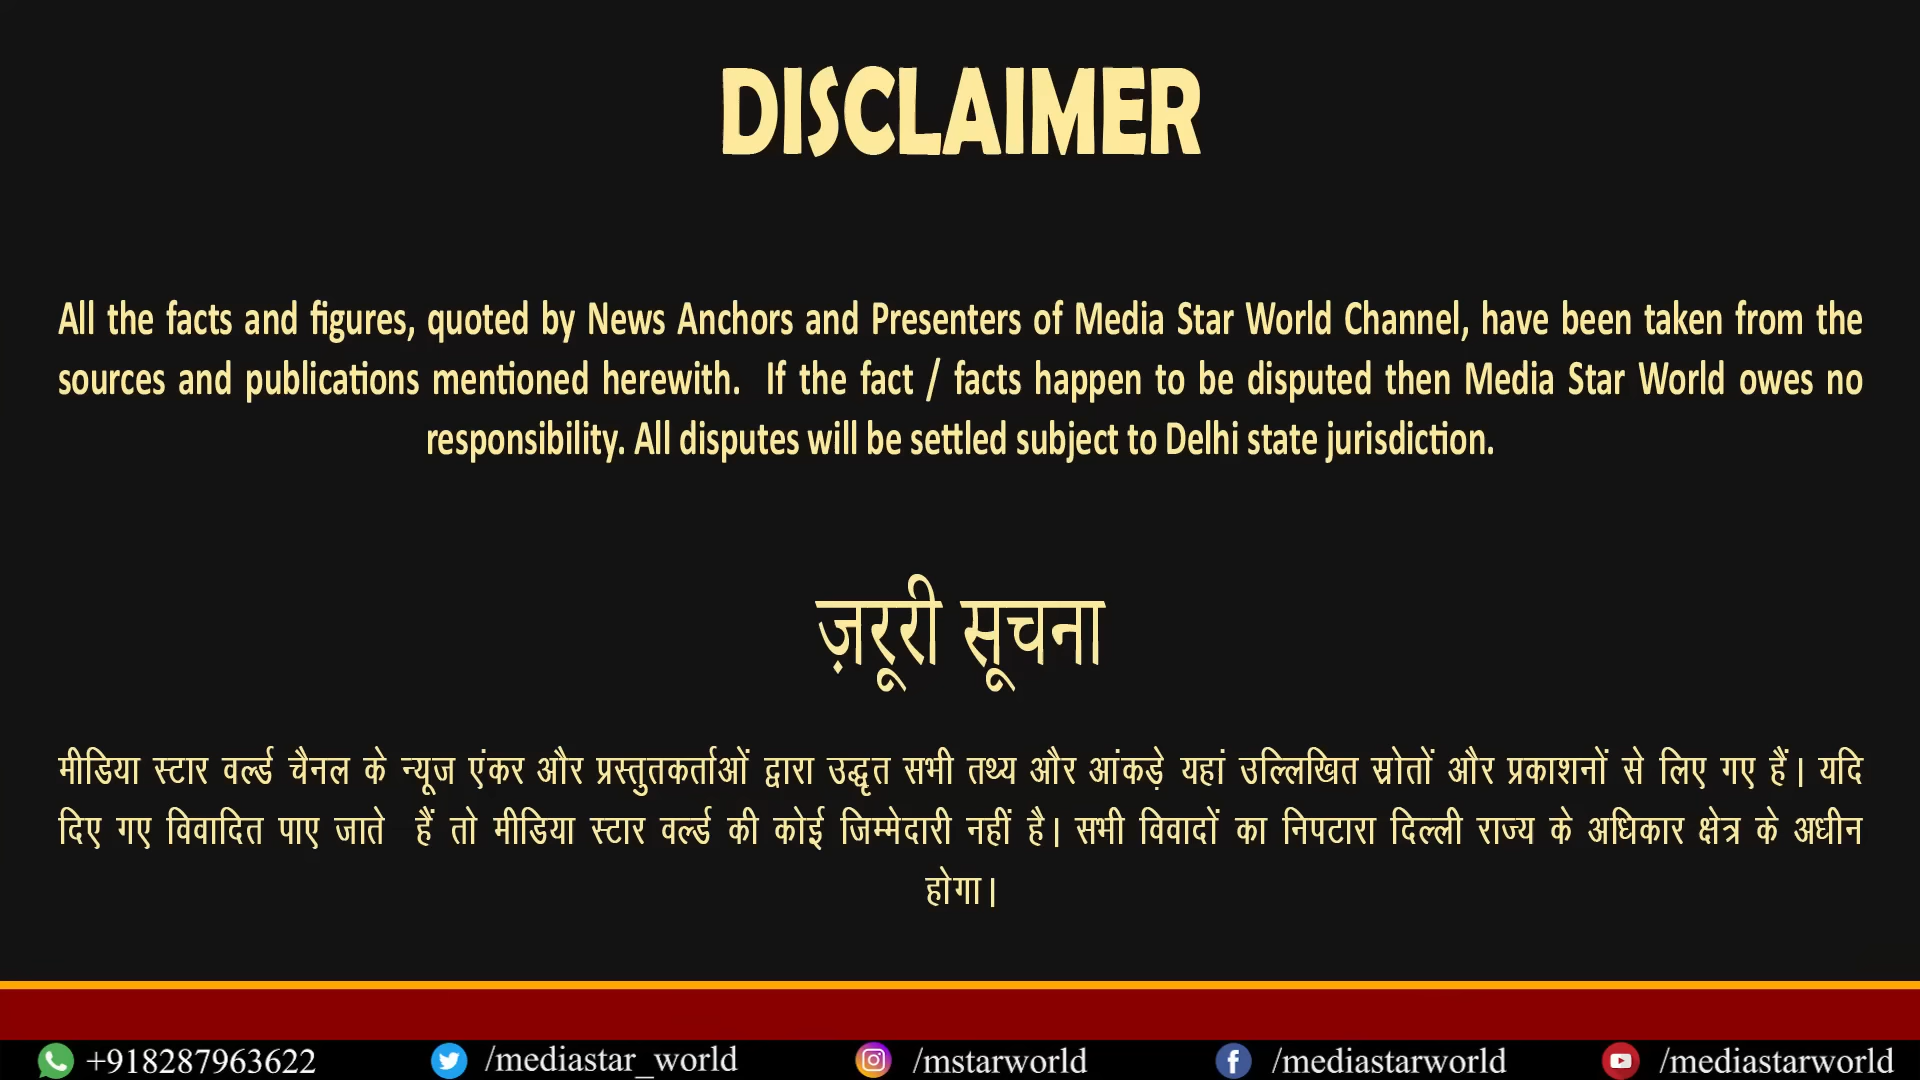 DISCLAIMER
All the facts and figures, quoted by News Anchors and Presenters of Media Star World Channel, have been taken from the
sources and publications mentioned herewith.  If the fact / facts happen to be disputed then Media Star World owes no
responsibility. All disputes will be settled subject to Delhi state jurisdiction.
ज़रूरी सूचना
मीडिया स्टार वर्ल्ड चैनल के न्यूज एंकर और प्रस्तुतकर्ताओं द्वारा उद्धृत सभी तथ्य और आंकड़े यहां उल्लिखित स्रोतों और प्रकाशनों से लिए गए हैं। यदि
दिए गए विवादित पाए जाते  हैं तो मीडिया स्टार वर्ल्ड की कोई जिम्मेदारी नहीं है। सभी विवादों का निपटारा दिल्ली राज्य के अधिकार क्षेत्र के अधीन
होगा।
+918287963622 /mediastar_world /mstarworld /mediastarworld /mediastarworld